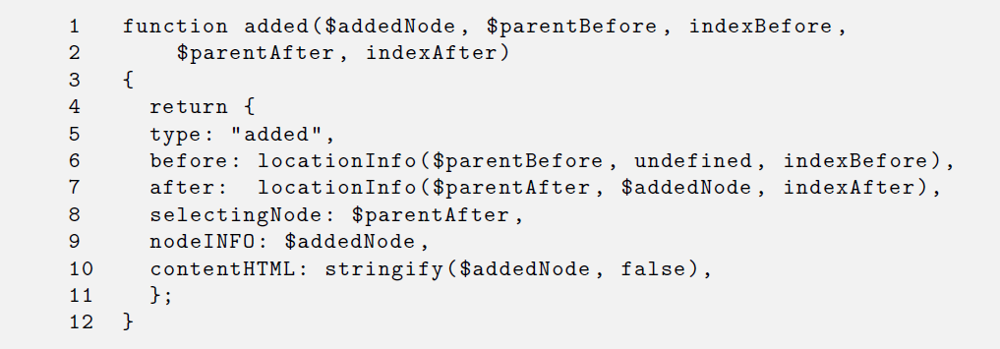 1 function added($addedNode, $parentBefore, indexBefore,
2 $parentAfter, indexAfter)
3 {
4 return {
5 type: "added",
6 before: locationInfo($parentBefore, undefined, indexBefore),
7 after: locationInfo($parentAfter, $addedNode, indexAfter),
8 selectingNode: $parentAfter,
9 nodeINFO: $addedNode,
10 contentHTML: stringify($addedNode, false),
11 };
12 }